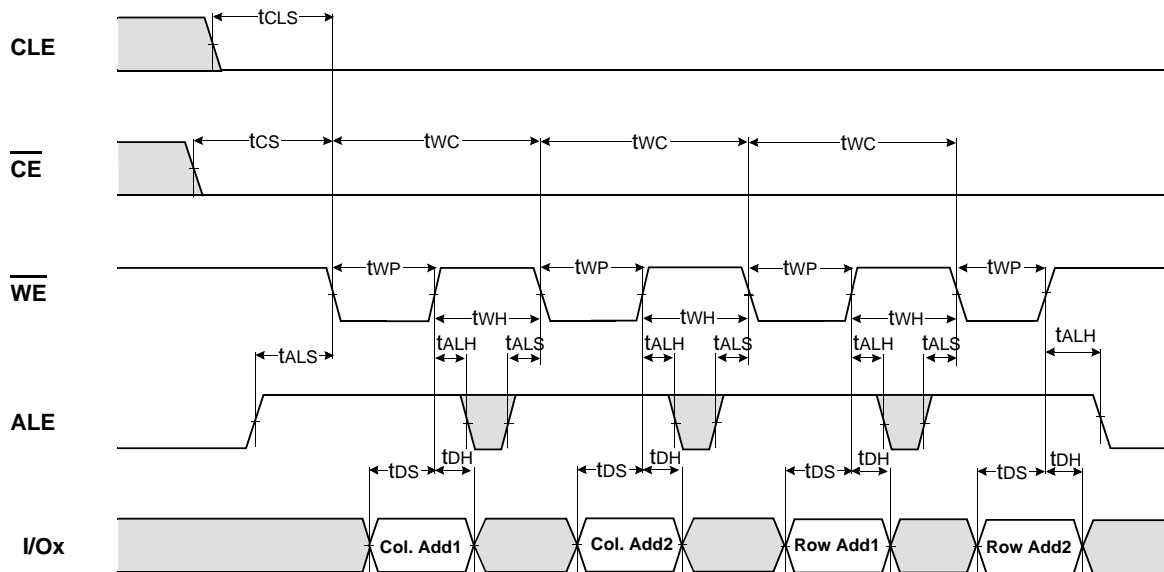 tCLS
CLE
tCS tWC tWC tWC
CE
tWP tWP tWP tWP
WE
tWH tWH tWH
tALS tALH tALS tALH tALS tALH tALS tALH
ALE
tDS tDH tDS tDH tDS tDH tDS tDH
I/Ox Col. Add1 Col. Add2 Row Add1 Row Add2